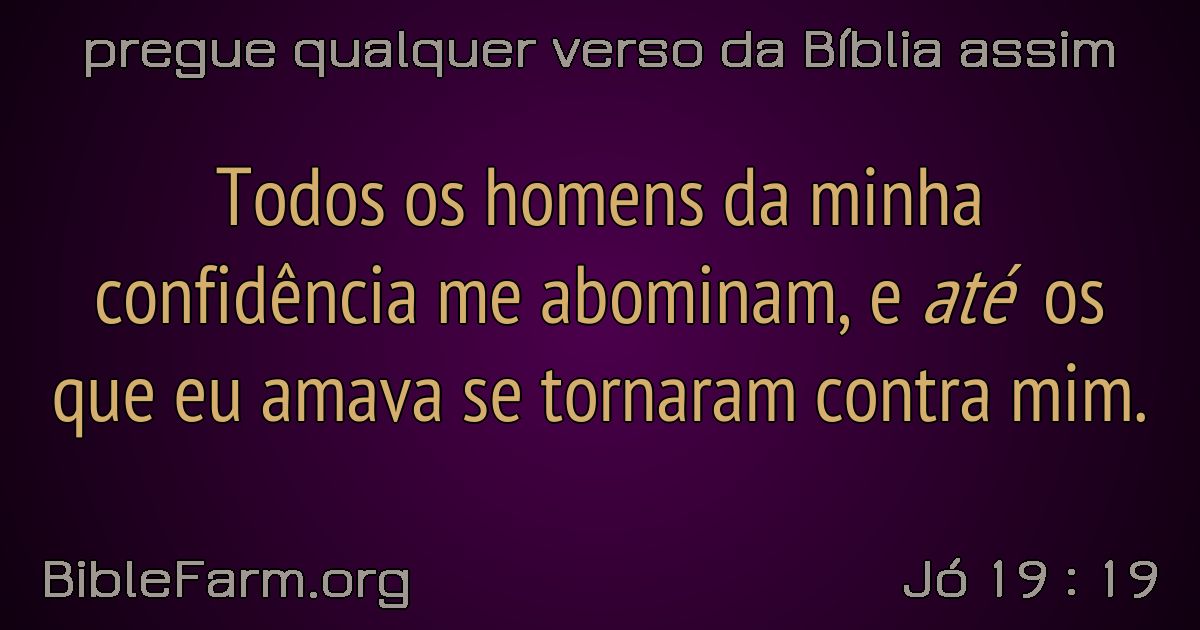 pregue qualquer verso da Bíblia assim
Todos os homens da minha
confidência me abominam, e até os
que eu amava se tornaram contra mim.
BibleFarm.org
Jó 19 : 19